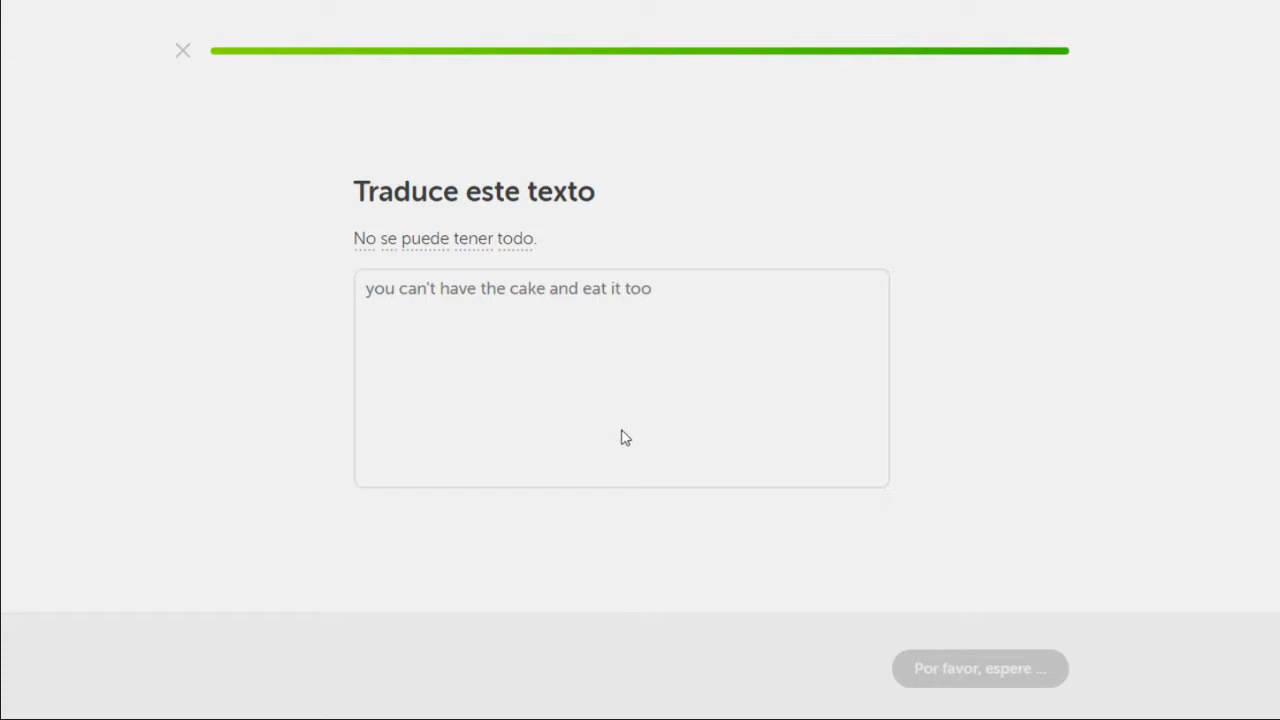 Traduce este texto
No se puede tener todo.
you can't have the cake and eat it too
Por favor, espere ...